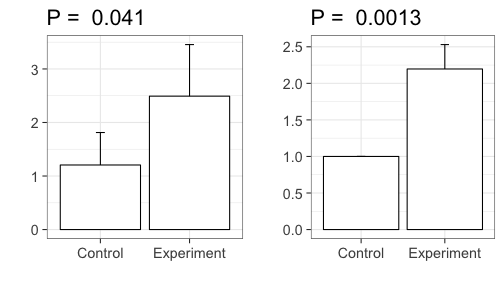 P = 0.041
3
2
1
0
Control Experiment
P = 0.0013
2.5
2.0
1.5
1.0
0.5
0.0
Control Experiment